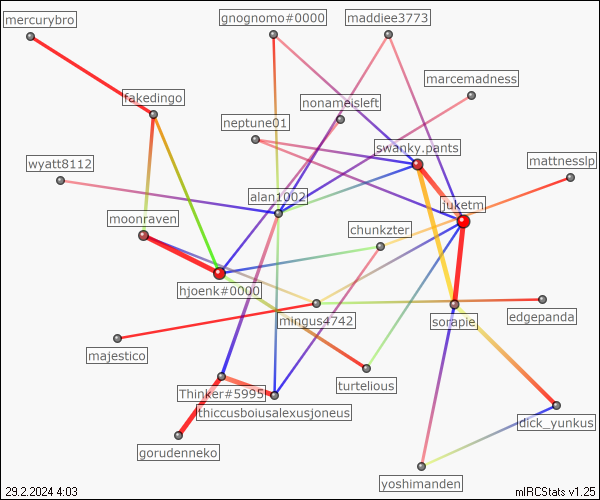 mercurybro
gnognomo#0000
maddiee3773
marcemadness
fakedingo
nonameisleft
neptune01
swanky.pants
wyatt8112
mattnesslp
alan1002
juketm
moonraven
chunkzter
hjoenk#0000
mingus4742
sorapie
edgepanda
majestico
turtelious
Thinker#5995
thiccusboiusalexusjoneus
dick_yunkus
gorudenneko
yoshimanden
29.2.2024 4:03
mIRCStats v1.25